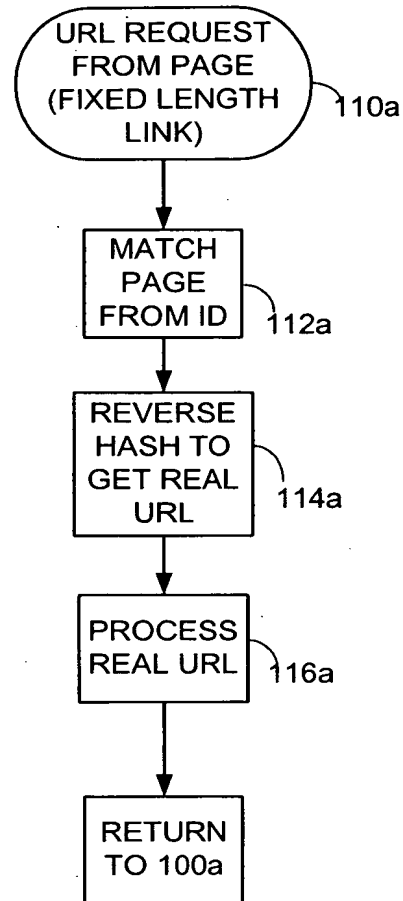 URL REQUEST
FROM PAGE
(FIXED LENGTH
LINK)
110a
MATCH
PAGE
FROM ID
112a
REVERSE
HASH TO
GET REAL
URL
114a
PROCESS
REAL URL
116a
RETURN
TO 100a